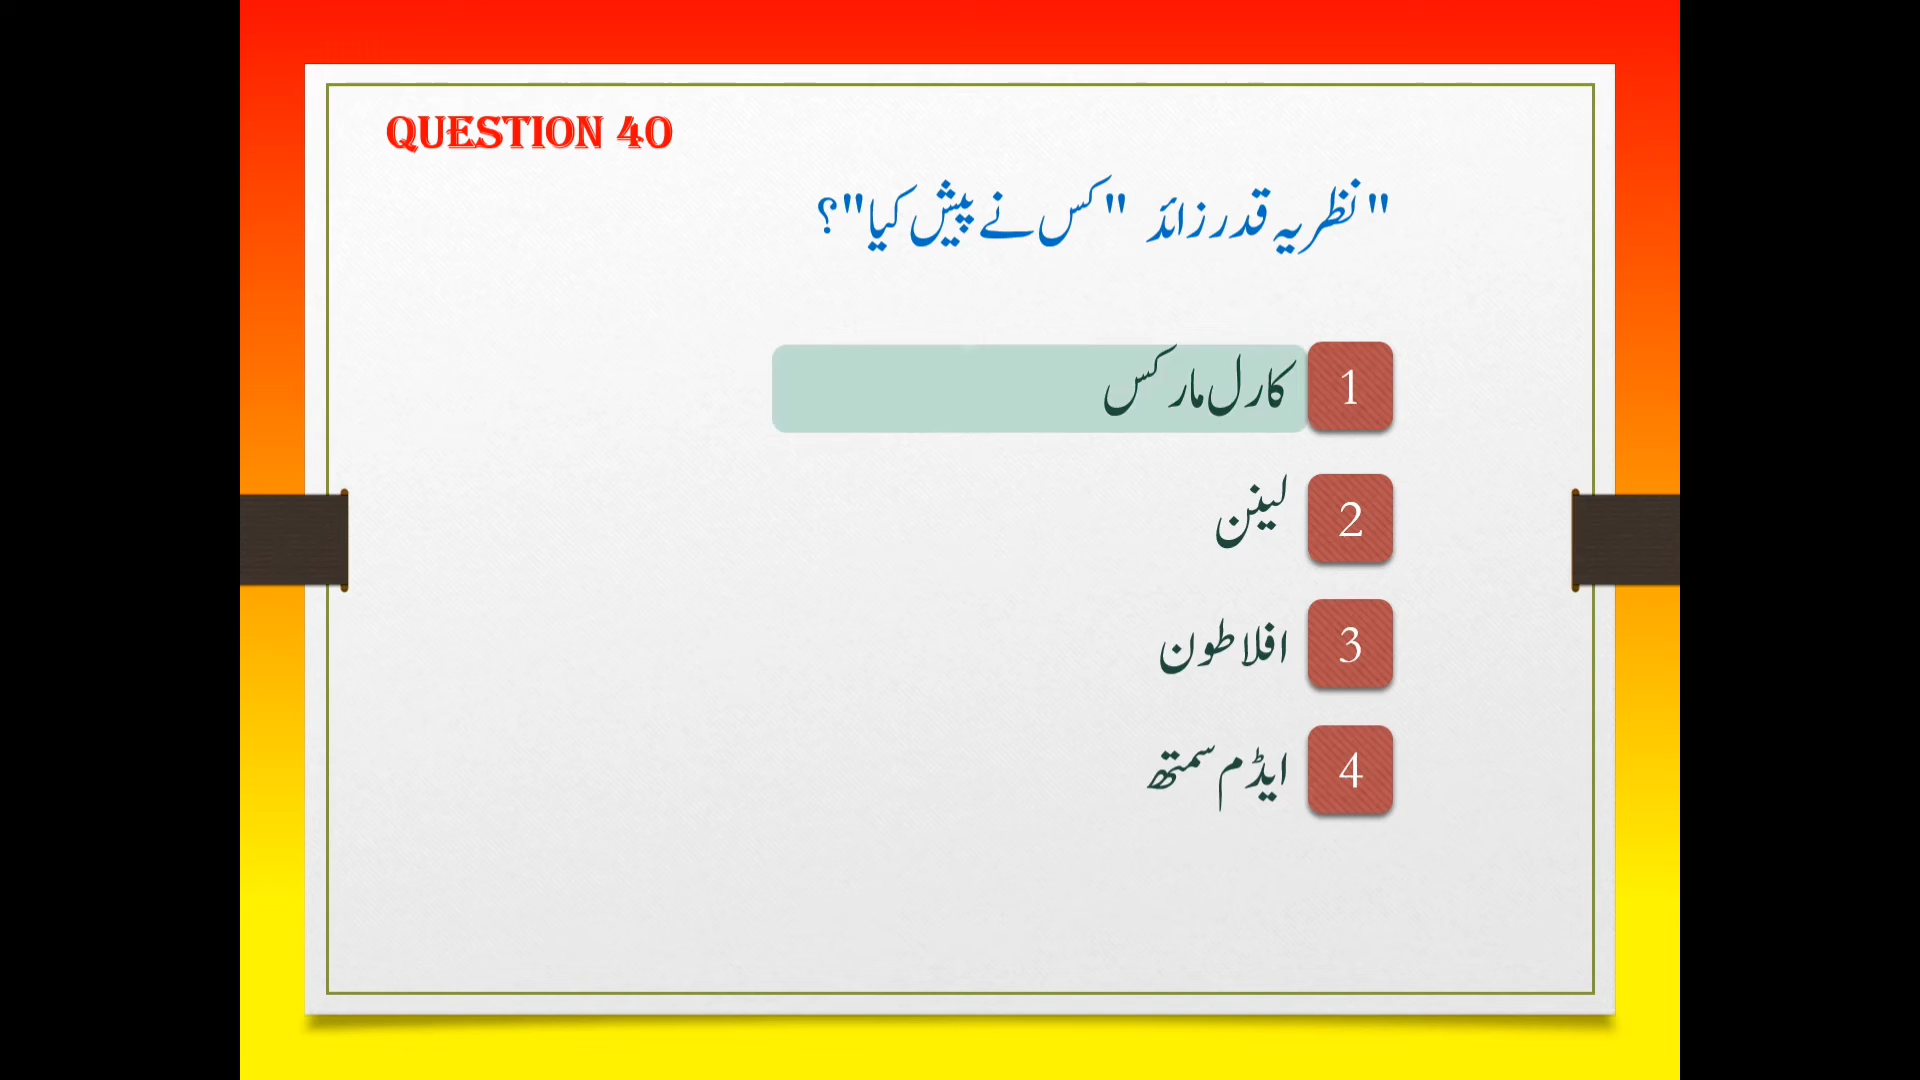 QUESTION 40
"نظریہ قدر زائد "کس نے پیش کیا"؟
1 کارل مارکس
2 لینن
3 افلاطون
4 ایڈم سمتھ